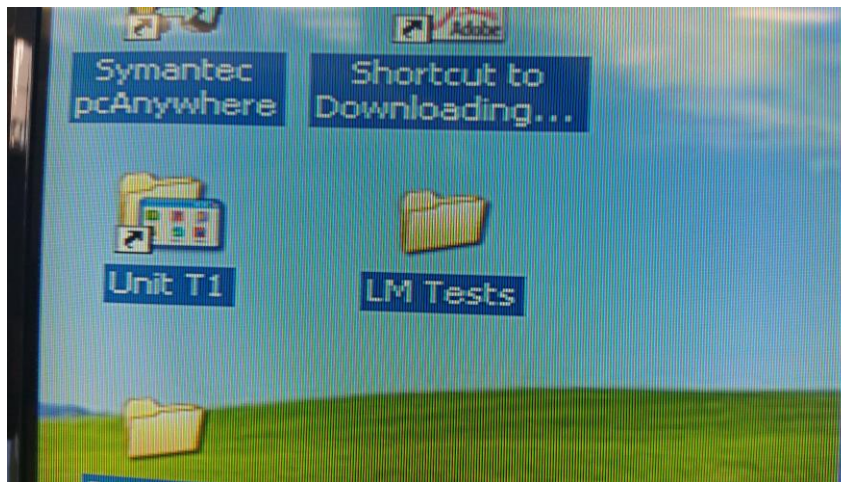 Adobe
Symantec
pcAnywhere
Shortcut to
Downloading...
Unit T1
LM Tests